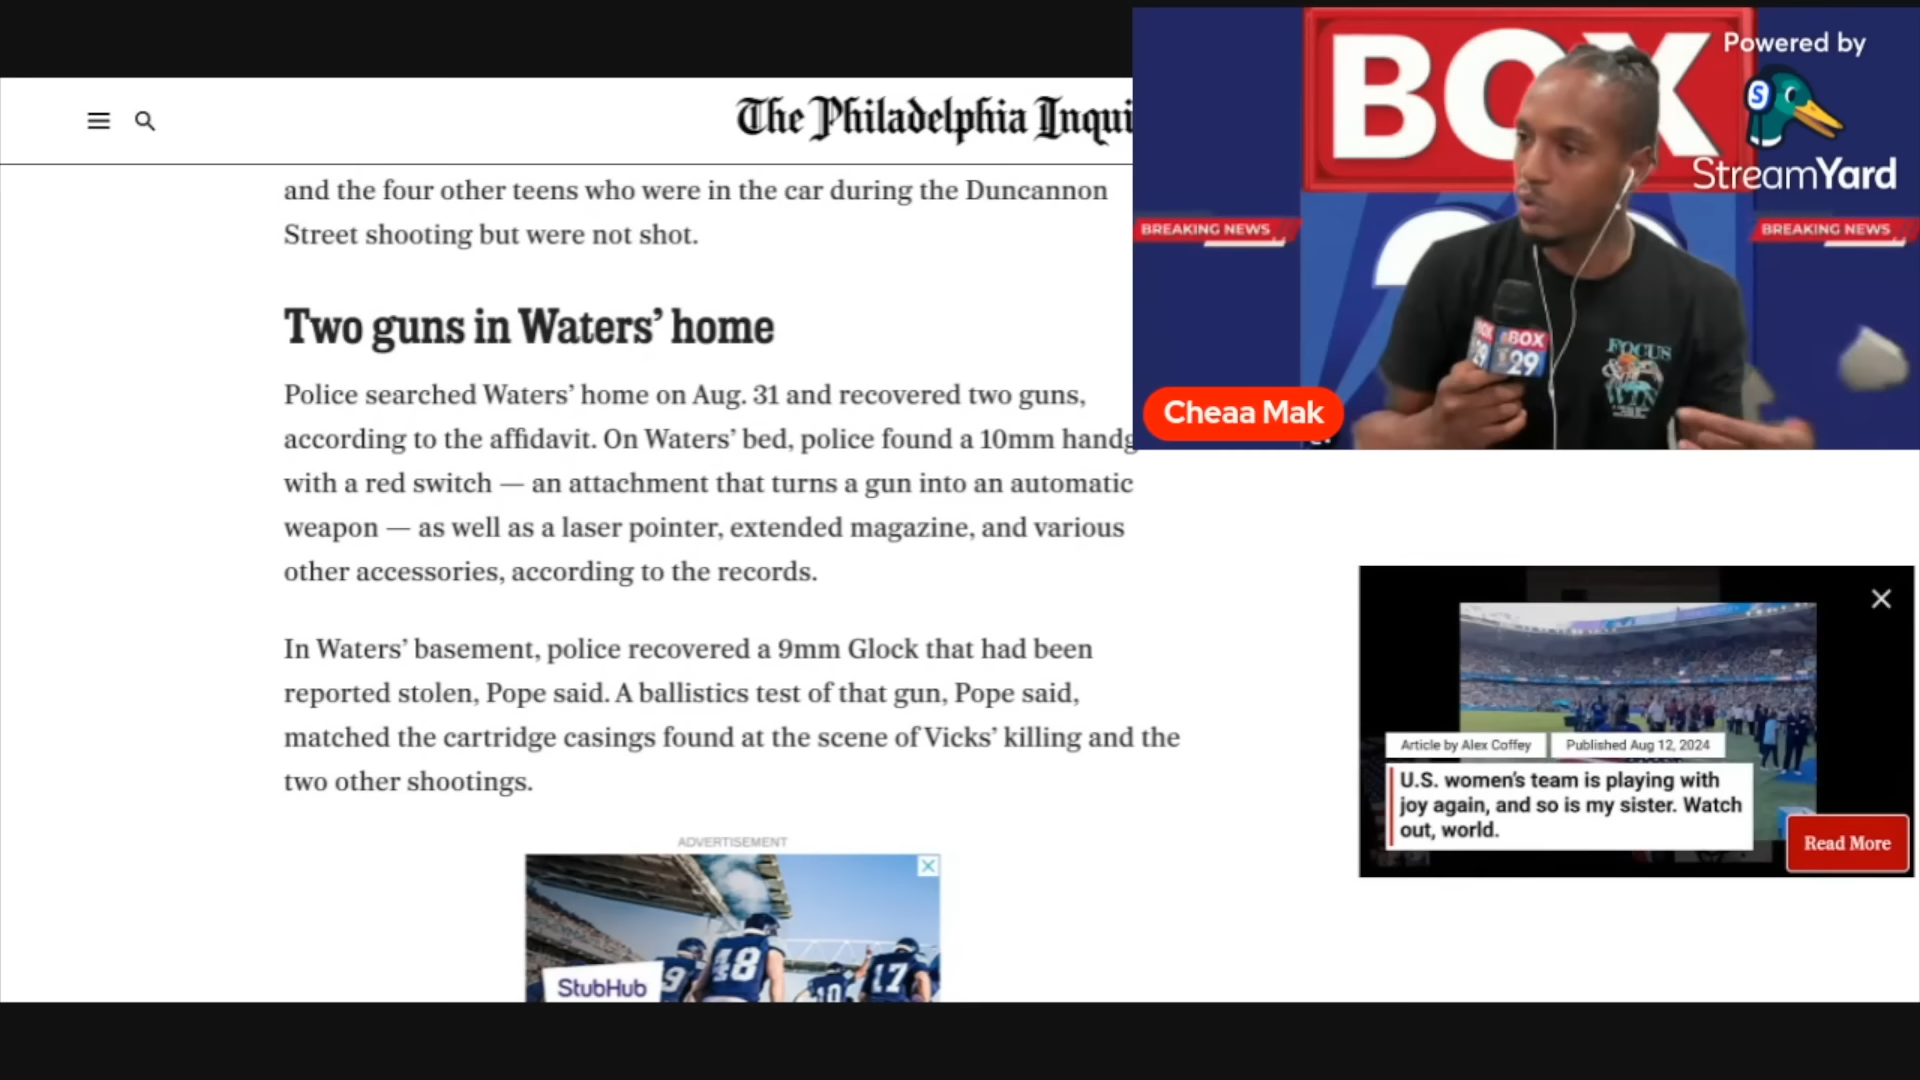 The Philadelphia Inqui
and the four other teens who were in the car during the Duncannon
Street shooting but were not shot.
Two guns in Waters’ home
Police searched Waters’ home on Aug. 31 and recovered two guns,
according to the affidavit. On Waters’ bed, police found a 10mm handg
with a red switch — an attachment that turns a gun into an automatic
weapon — as well as a laser pointer, extended magazine, and various
other accessories, according to the records.
In Waters’ basement, police recovered a 9mm Glock that had been
reported stolen, Pope said. A ballistics test of that gun, Pope said,
matched the cartridge casings found at the scene of Vicks’ killing and the
two other shootings.
ADVERTISEMENT
StubHub
9 48 10 17
BOX
Powered by
S
StreamYard
BREAKING NEWS
BREAKING NEWS
BOX BOX
29 29
FOCUS
&
Cheaa Mak
Article by Alex Coffey
Published Aug 12, 2024
U.S. women’s team is playing with
joy again, and so is my sister. Watch
out, world.
Read More